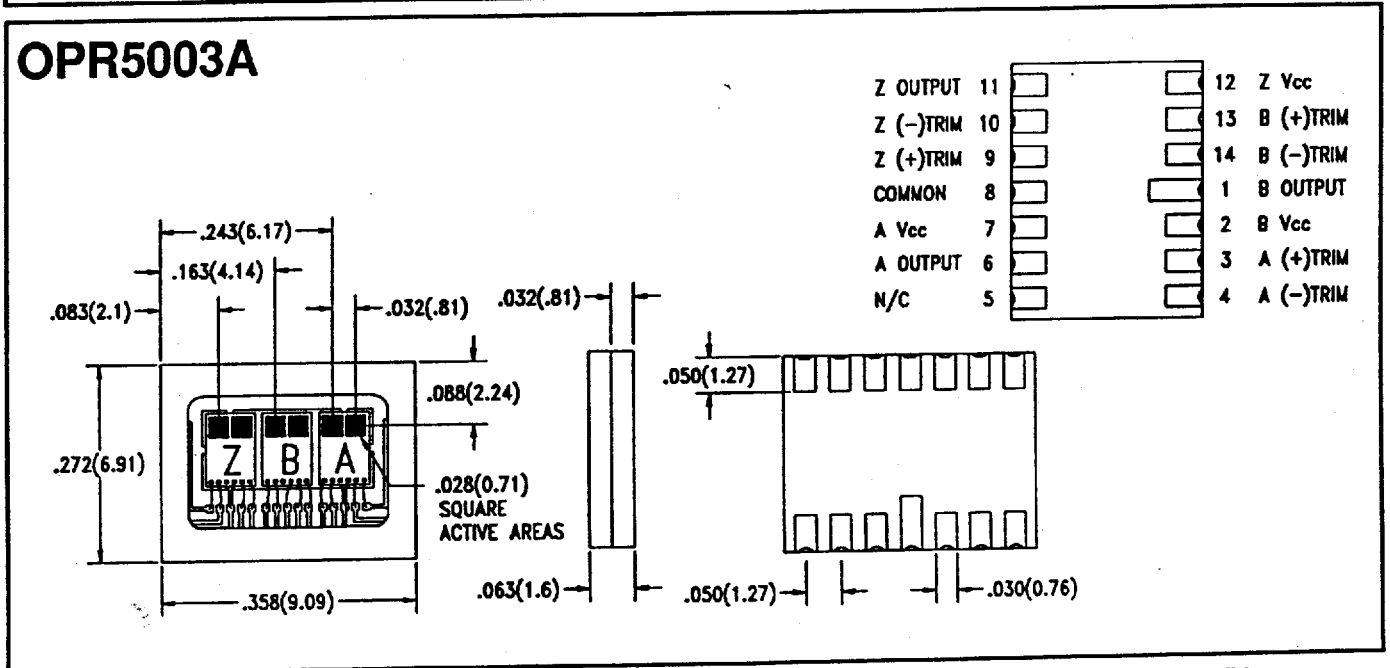 OPR5003A
Z OUTPUT 11
Z (-)TRIM 10
Z (+)TRIM 9
COMMON 8
A Vcc 7
A OUTPUT 6
N/C 5
12 Z Vcc
13 B (+)TRIM
14 B (-)TRIM
1 B OUTPUT
2 B Vcc
3 A (+)TRIM
4 A (-)TRIM
.243(6.17)
.163(4.14)
.083(2.1)
.032(.81)
.032(.81)
.088(2.24)
.050(1.27)
.272(6.91)
Z B A
.028(0.71)
SQUARE
ACTIVE AREAS
.358(9.09)
.063(1.6)
.050(1.27)
.030(0.76)